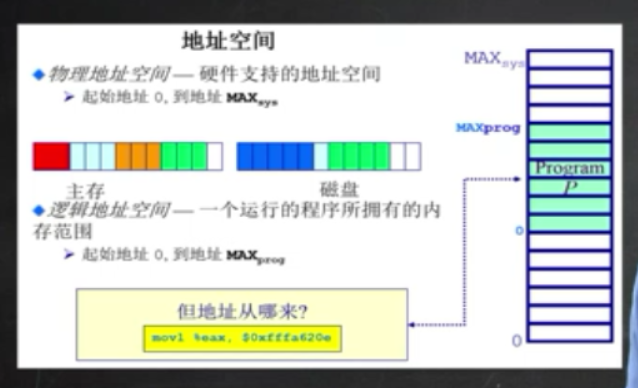 地址空间
物理地址空间 — 硬件支持的地址空间
起始地址 0, 到地址 MAXsys
主存
磁盘
逻辑地址空间 — 一个运行的程序所拥有的内
存范围
起始地址 0, 到地址 MAXprog
但地址从哪来?
movl %eax, $0xfffa620e
MAXsys
MAXprog
Program
P
0
0